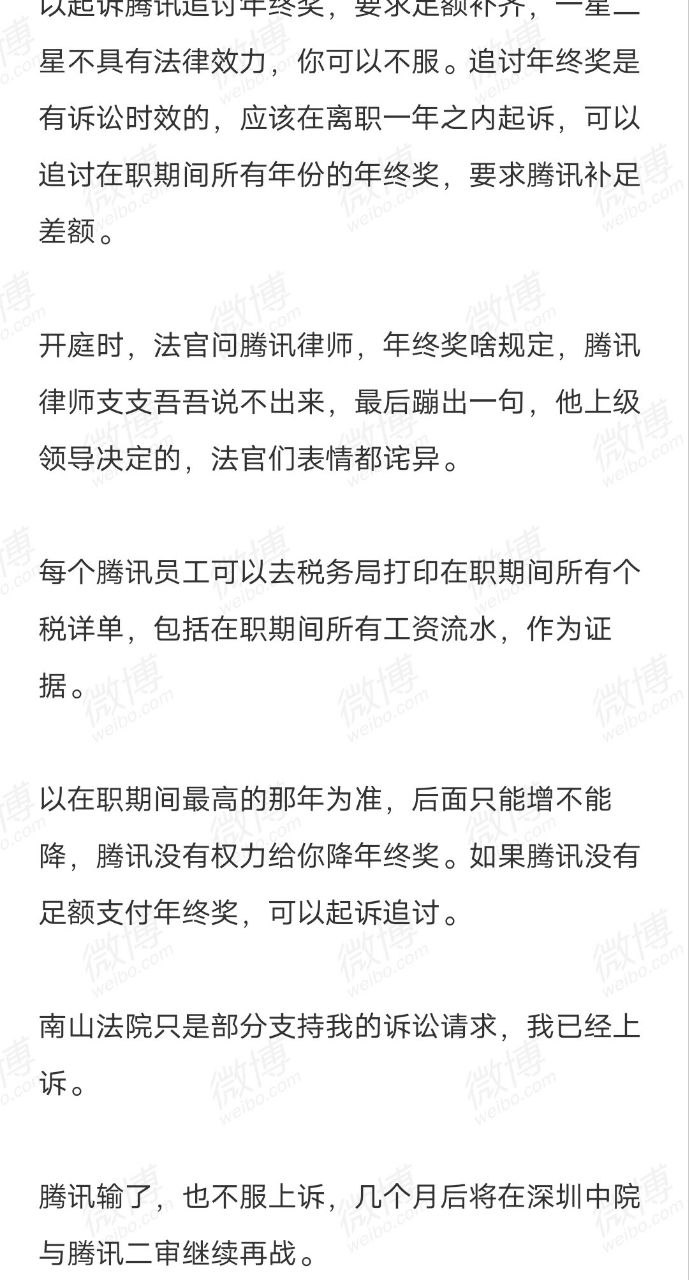 以起诉腾讯追讨年终奖，要求足额补齐，一星二
星不具有法律效力，你可以不服。追讨年终奖是
有诉讼时效的，应该在离职一年之内起诉，可以
追讨在职期间所有年份的年终奖，要求腾讯补足
差额。
开庭时，法官问腾讯律师，年终奖啥规定，腾讯
律师支支吾吾说不出来，最后蹦出一句，他上级
领导决定的，法官们表情都诧异。
每个腾讯员工可以去税务局打印在职期间所有个
税详单，包括在职期间所有工资流水，作为证
据。
以在职期间最高的那年为准，后面只能增不能
降，腾讯没有权力给你降年终奖。如果腾讯没有
足额支付年终奖，可以起诉追讨。
南山法院只是部分支持我的诉讼请求，我已经上
诉。
腾讯输了，也不服上诉，几个月后将在深圳中院
与腾讯二审继续再战。
微博
weibo.com